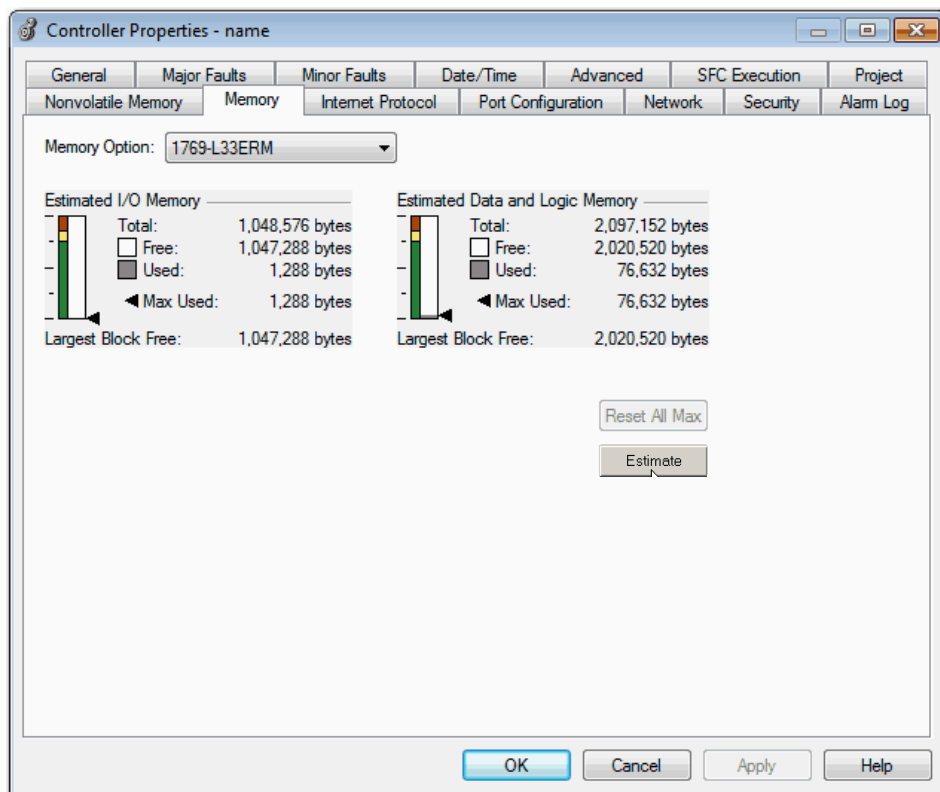 Controller Properties - name
General Major Faults Minor Faults Date/Time Advanced SFC Execution Project
Nonvolatile Memory Memory Internet Protocol Port Configuration Network Security Alarm Log
Memory Option: 1769-L33ERM
Estimated I/O Memory
Total: 1,048,576 bytes
Free: 1,047,288 bytes
Used: 1,288 bytes
Max Used: 1,288 bytes
Largest Block Free: 1,047,288 bytes
Estimated Data and Logic Memory
Total: 2,097,152 bytes
Free: 2,020,520 bytes
Used: 76,632 bytes
Max Used: 76,632 bytes
Largest Block Free: 2,020,520 bytes
Reset All Max
Estimate
OK Cancel Apply Help